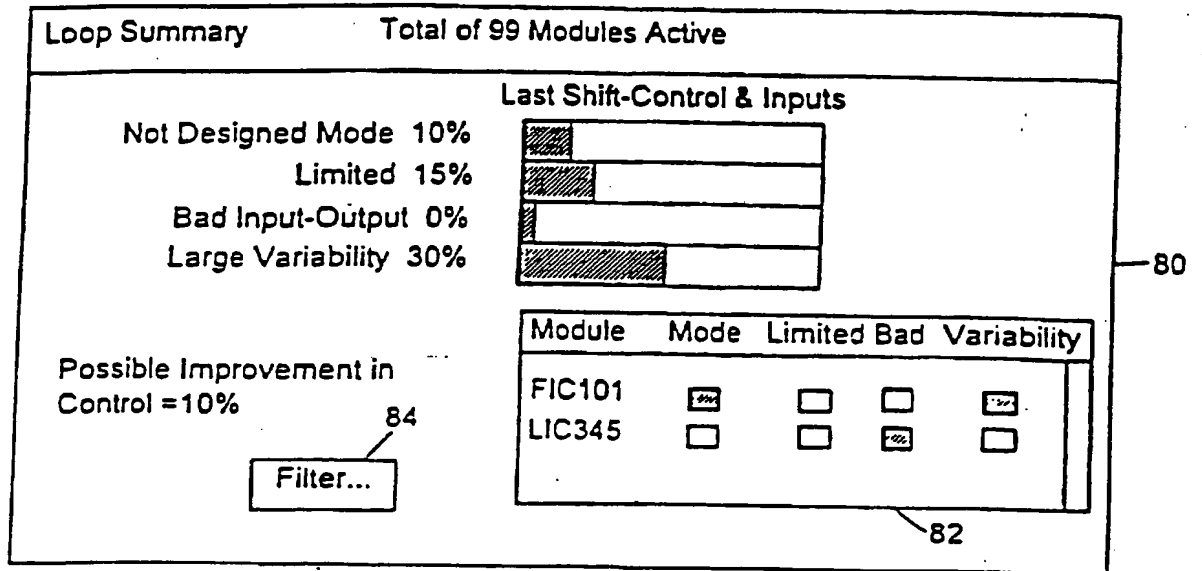 Loop Summary Total of 99 Modules Active
Last Shift-Control & Inputs
Not Designed Mode 10%
Limited 15%
Bad Input-Output 0%
Large Variability 30%
80
Module Mode Limited Bad Variability
FIC101
LIC345
82
Possible Improvement in
Control =10%
84
Filter...